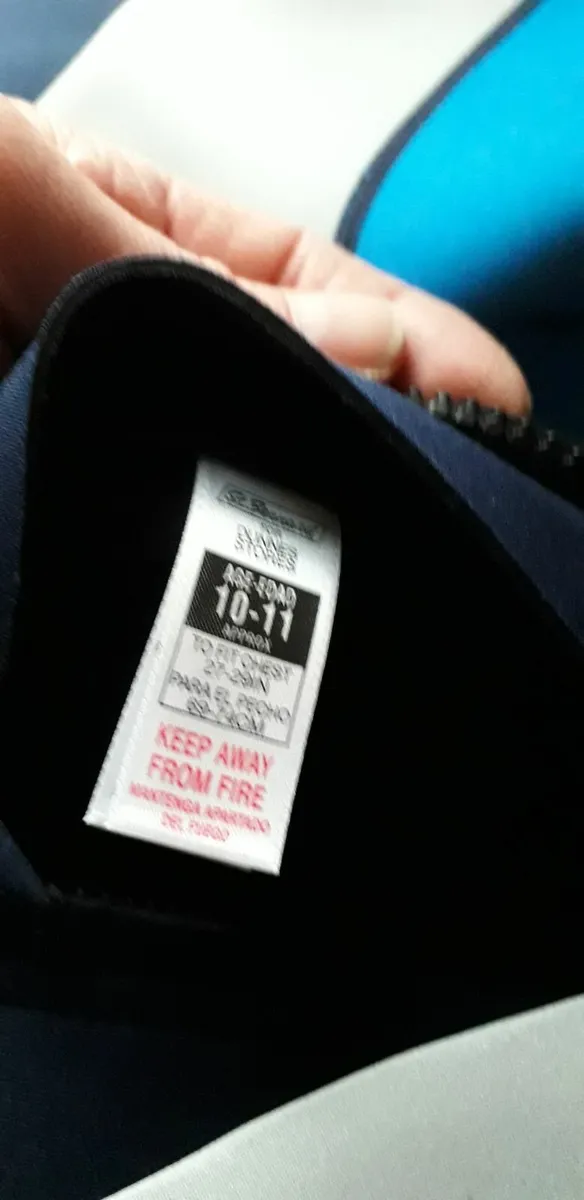 St. Bernard
DUNNES
STORES
AGE-EDAD
10-11
APPROX
TO FIT CHEST
27-29IN
PARA EL PECHO
69-74CM
KEEP AWAY
FROM FIRE
MANTENGA APARTADO
DEL FUEGO